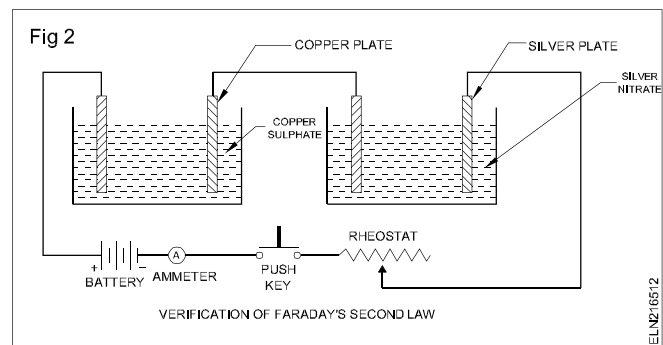 Fig 2
COPPER PLATE
SILVER PLATE
SILVER
NITRATE
COPPER
SULPHATE
RHEOSTAT
A
+
–
BATTERY
AMMETER
PUSH
KEY
VERIFICATION OF FARADAY'S SECOND LAW
ELN216512